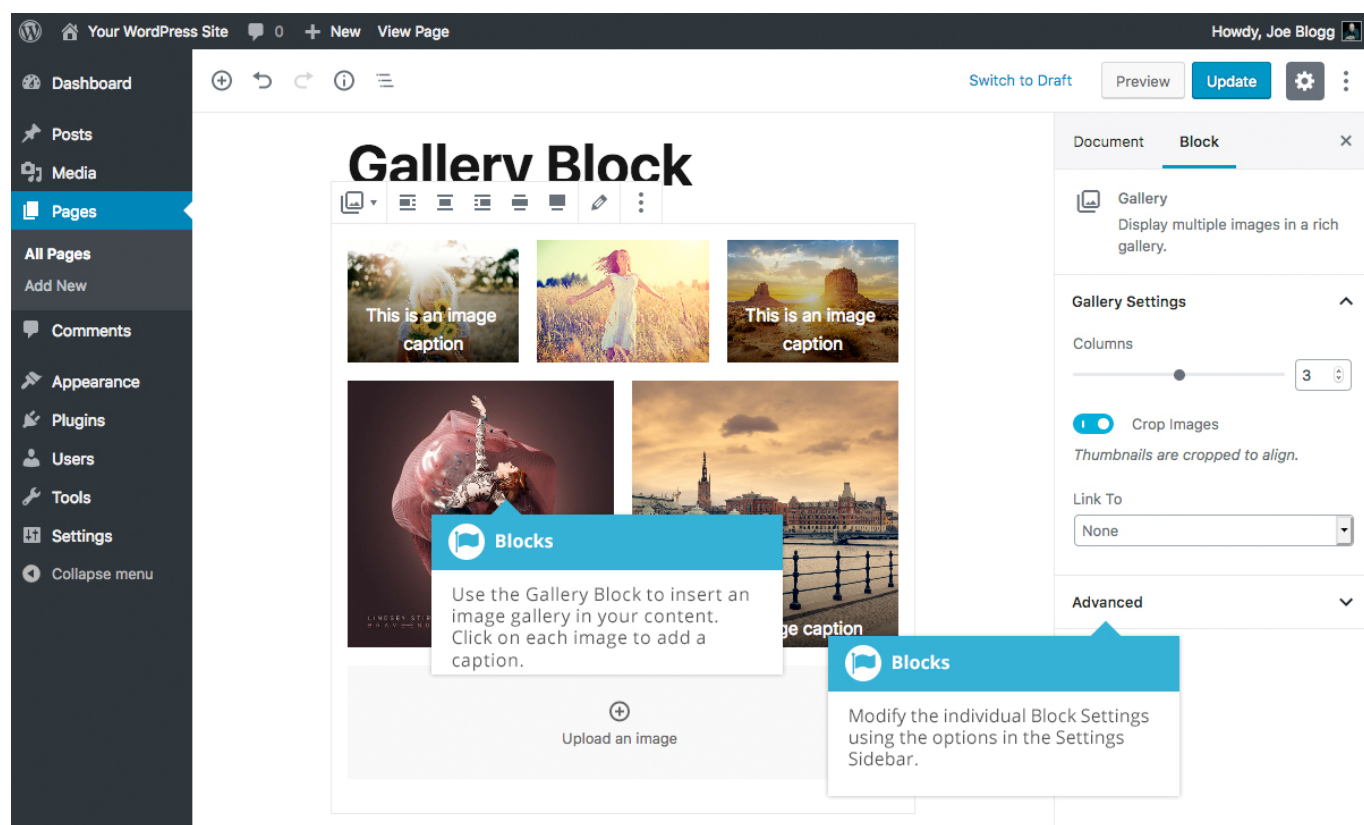 Your WordPress Site 0 New View Page Howdy, Joe Blogg
Dashboard
Posts
Media
Pages
All Pages
Add New
Comments
Appearance
Plugins
Users
Tools
Settings
Collapse menu
Switch to Draft Preview Update
Gallery Block
This is an image
caption
This is an image
caption
ge caption
Blocks
Use the Gallery Block to insert an
image gallery in your content.
Click on each image to add a
caption.
Upload an image
Document Block
Gallery
Display multiple images in a rich
gallery.
Gallery Settings
Columns
3
Crop Images
Thumbnails are cropped to align.
Link To
None
Advanced
Blocks
Modify the individual Block Settings
using the options in the Settings
Sidebar.